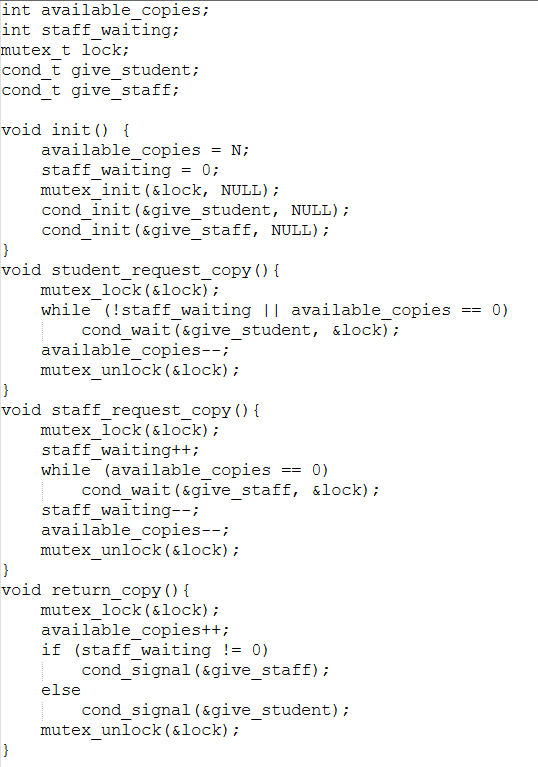 int available_copies;
int staff_waiting;
mutex_t lock;
cond_t give_student;
cond_t give_staff;

void init() {
    available_copies = N;
    staff_waiting = 0;
    mutex_init(&lock, NULL);
    cond_init(&give_student, NULL);
    cond_init(&give_staff, NULL);
}
void student_request_copy(){
    mutex_lock(&lock);
    while (!staff_waiting || available_copies == 0)
        cond_wait(&give_student, &lock);
    available_copies--;
    mutex_unlock(&lock);
}
void staff_request_copy(){
    mutex_lock(&lock);
    staff_waiting++;
    while (available_copies == 0)
        cond_wait(&give_staff, &lock);
    staff_waiting--;
    available_copies--;
    mutex_unlock(&lock);
}
void return_copy(){
    mutex_lock(&lock);
    available_copies++;
    if (staff_waiting != 0)
        cond_signal(&give_staff);
    else
        cond_signal(&give_student);
    mutex_unlock(&lock);
}